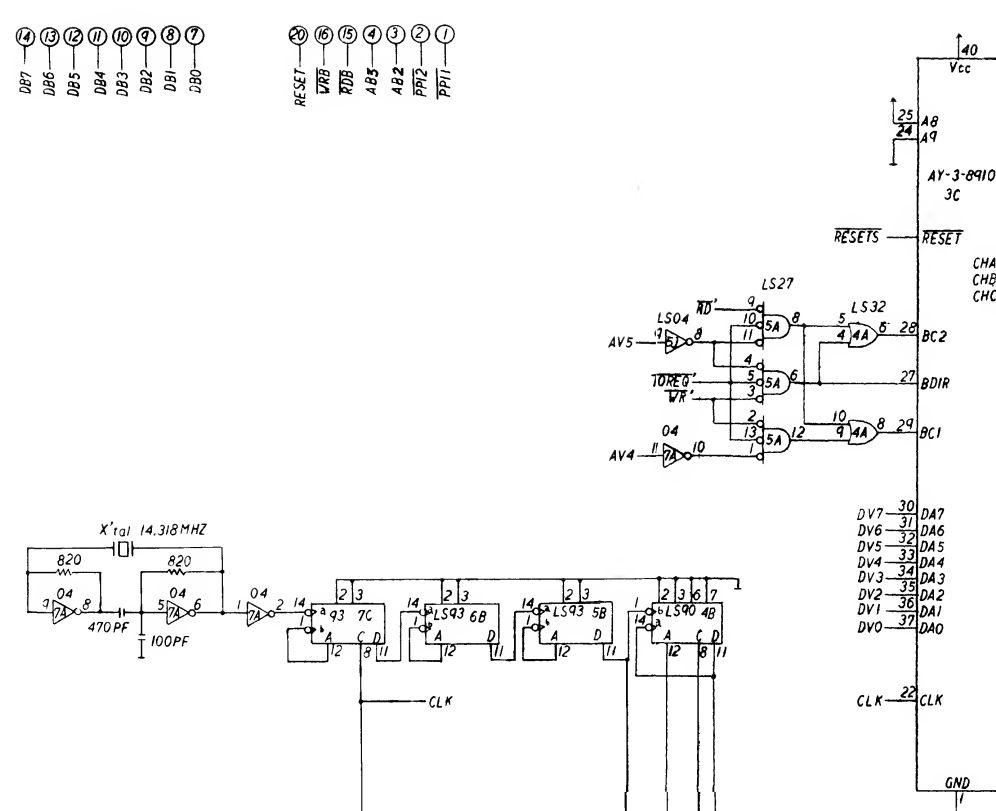 14 13 12 11 10 9 8 7
DB7 DB6 DB5 DB4 DB3 DB2 DB1 DB0
20 16 15 4 3 2 1
RESET WRB RDB AB5 AB2 PPI2 PPI1
40
Vcc
25 A8
24 A9
AY-3-8910
3C
RESETS RESET
CHA
CHB
CHC
LS27
RD' 9
LS04 10 5A 8 LS32
AV5 9 8 11 5 4 4A 6 28 BC2
4
IOREQ' 5 5A 6 27 BDIR
WR' 3
2 10
04 13 5A 12 9 4A 8 29 BC1
AV4 11 7A 10 1
DV7 30 DA7
DV6 31 DA6
DV5 32 DA5
DV4 33 DA4
DV3 34 DA3
DV2 35 DA2
DV1 36 DA1
DV0 37 DA0
X'tal 14.318MHZ
820 820
04 04 04
9 7A 8 5 7A 6 1 7A 2
470PF
100PF
2 3 2 3 2 3 2 3 6 7
14 a 93 7C 14 a LS93 6B 14 a LS93 5B 1 b LS90 4B
1 b 1 1 b 14 a
A C D A D A D A C D
12 8 11 12 11 12 11 12 8 11
CLK
CLK 22 CLK
GND
1